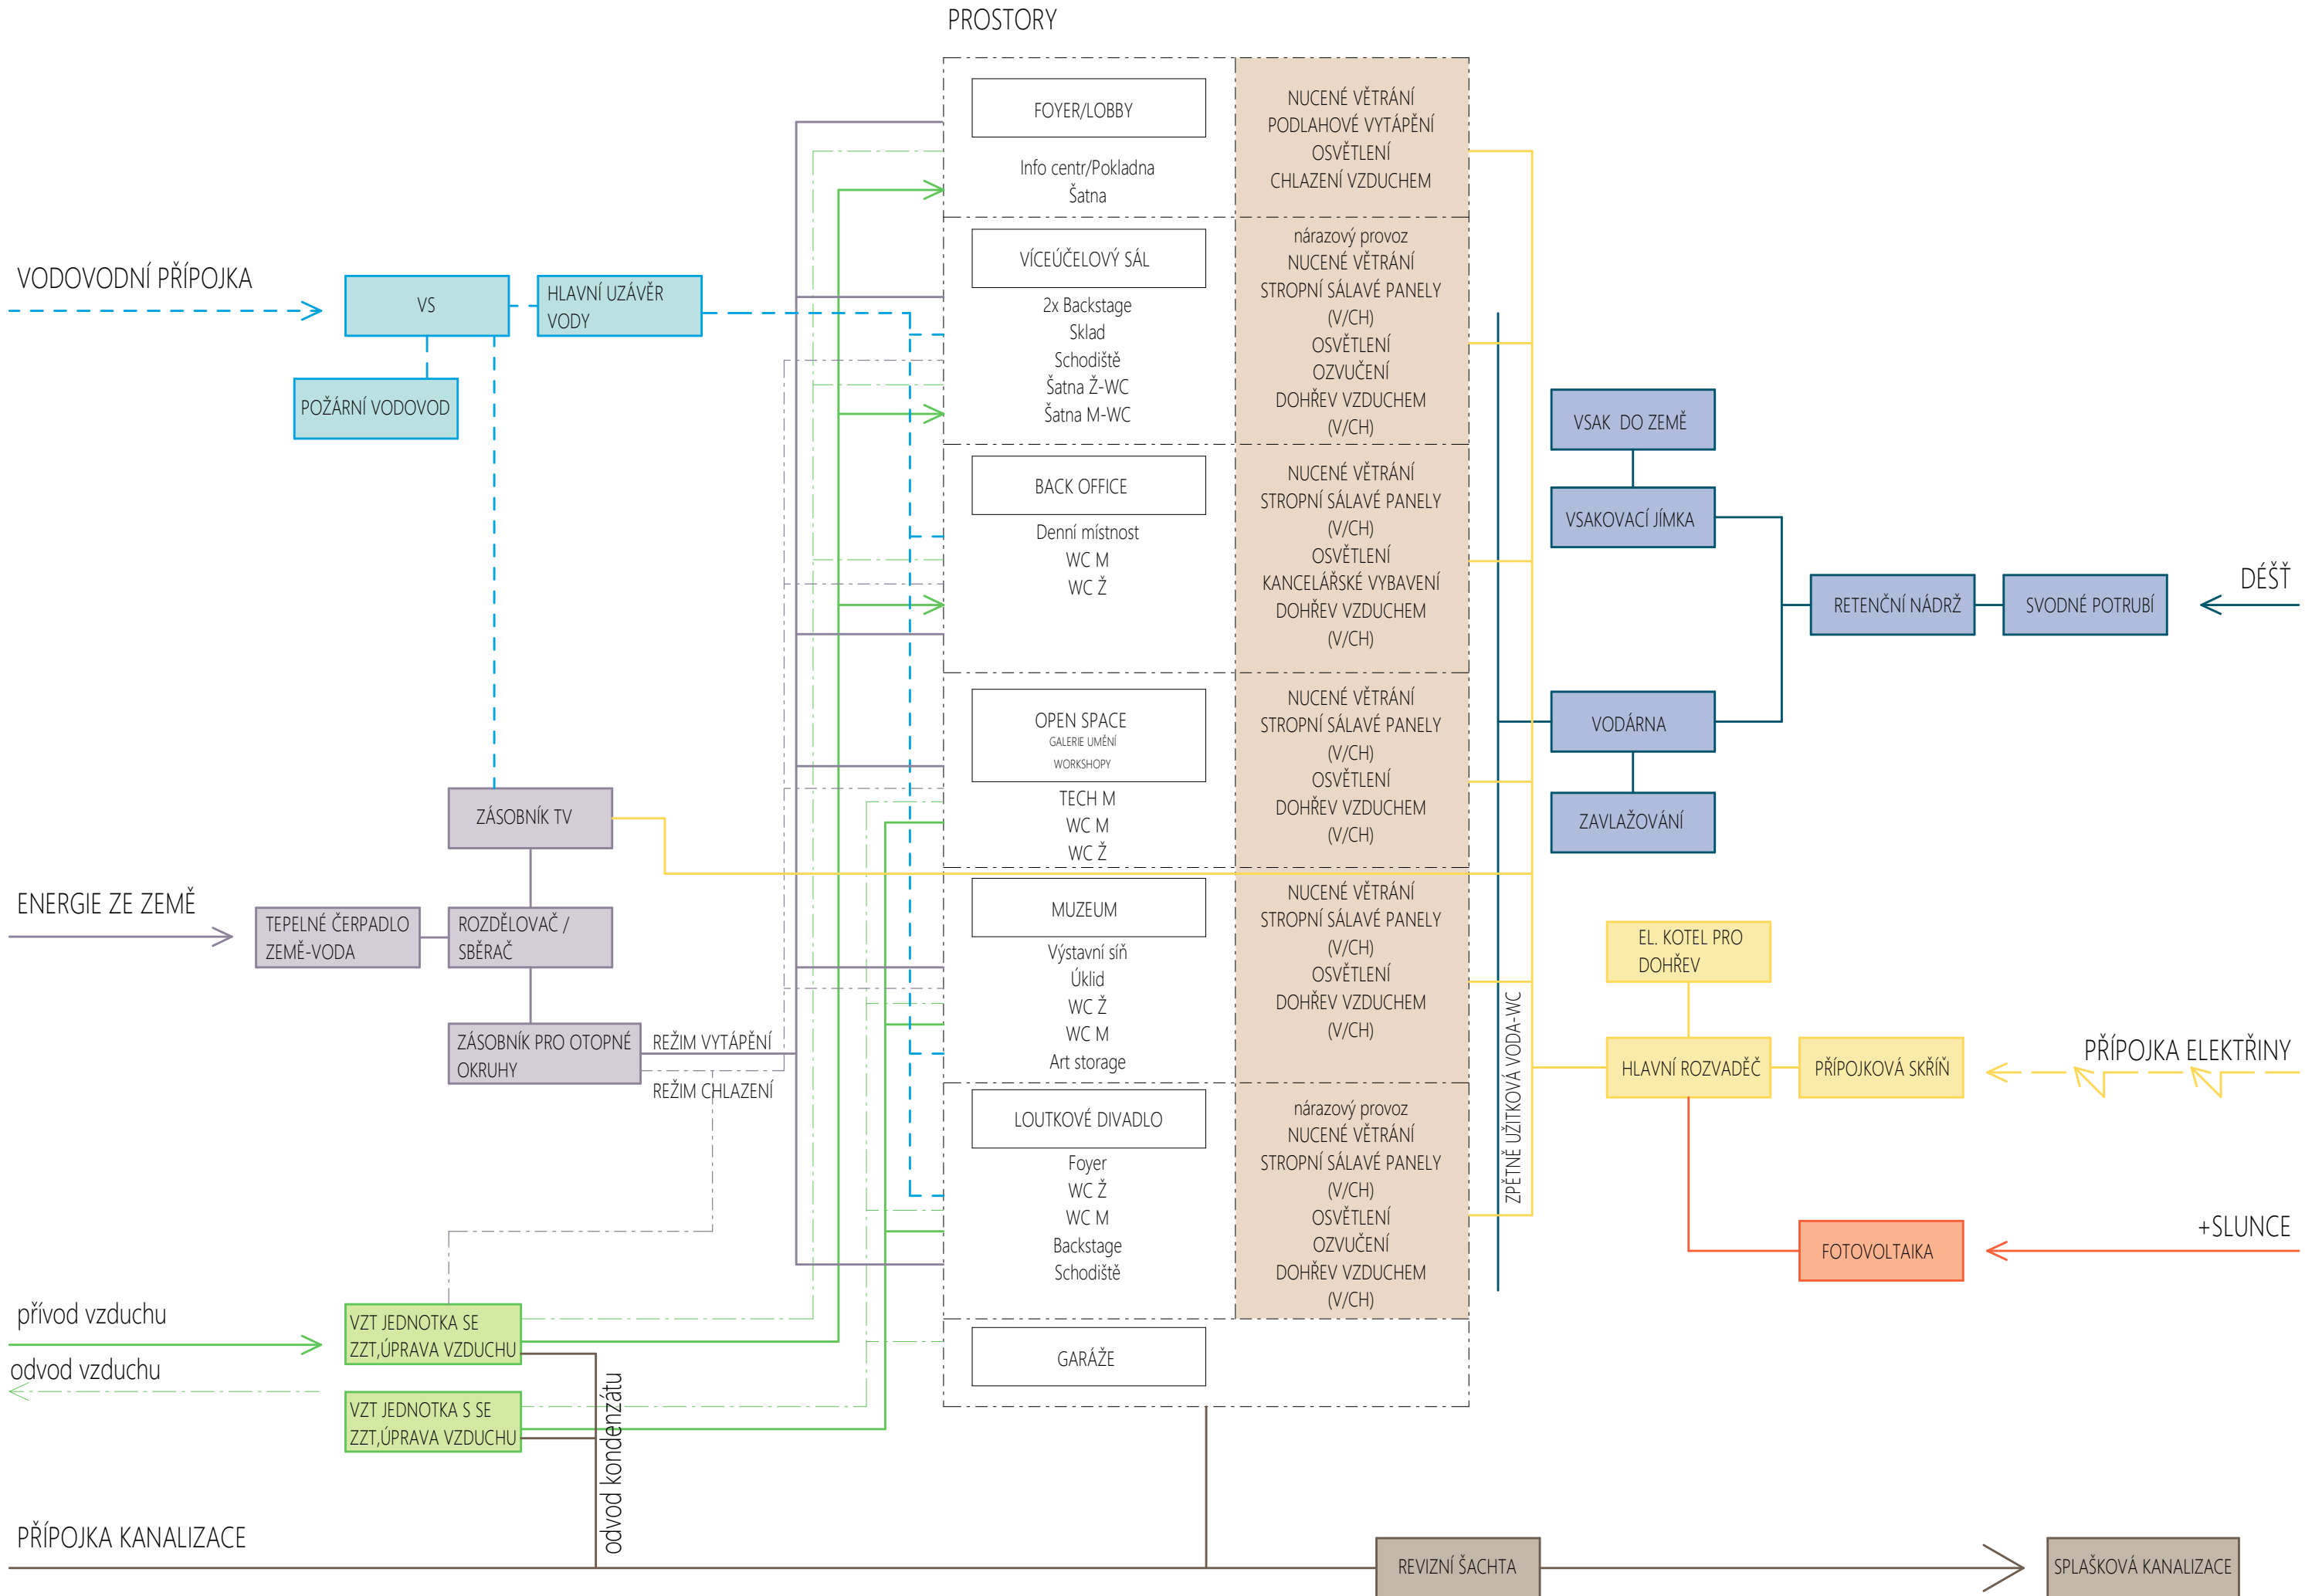 PROSTORY
FOYER/LOBBY
Info centr/Pokladna
Šatna
NUCENÉ VĚTRÁNÍ
PODLAHOVÉ VYTÁPĚNÍ
OSVĚTLENÍ
CHLAZENÍ VZDUCHEM
VÍCEÚČELOVÝ SÁL
2x Backstage
Sklad
Schodiště
Šatna Ž-WC
Šatna M-WC
nárazový provoz
NUCENÉ VĚTRÁNÍ
STROPNÍ SÁLAVÉ PANELY
(V/CH)
OSVĚTLENÍ
OZVUČENÍ
DOHŘEV VZDUCHEM
(V/CH)
BACK OFFICE
Denní místnost
WC M
WC Ž
NUCENÉ VĚTRÁNÍ
STROPNÍ SÁLAVÉ PANELY
(V/CH)
OSVĚTLENÍ
KANCELÁŘSKÉ VYBAVENÍ
DOHŘEV VZDUCHEM
(V/CH)
OPEN SPACE
GALERIE UMĚNÍ
WORKSHOPY
TECH M
WC M
WC Ž
NUCENÉ VĚTRÁNÍ
STROPNÍ SÁLAVÉ PANELY
(V/CH)
OSVĚTLENÍ
DOHŘEV VZDUCHEM
(V/CH)
MUZEUM
Výstavní síň
Úklid
WC Ž
WC M
Art storage
NUCENÉ VĚTRÁNÍ
STROPNÍ SÁLAVÉ PANELY
(V/CH)
OSVĚTLENÍ
DOHŘEV VZDUCHEM
(V/CH)
LOUTKOVÉ DIVADLO
Foyer
WC Ž
WC M
Backstage
Schodiště
nárazový provoz
NUCENÉ VĚTRÁNÍ
STROPNÍ SÁLAVÉ PANELY
(V/CH)
OSVĚTLENÍ
OZVUČENÍ
DOHŘEV VZDUCHEM
(V/CH)
GARÁŽE
VODOVODNÍ PŘÍPOJKA
VS
HLAVNÍ UZÁVĚR
VODY
POŽÁRNÍ VODOVOD
ZÁSOBNÍK TV
ENERGIE ZE ZEMĚ
TEPELNÉ ČERPADLO
ZEMĚ-VODA
ROZDĚLOVAČ /
SBĚRAČ
ZÁSOBNÍK PRO OTOPNÉ
OKRUHY
REŽIM VYTÁPĚNÍ
REŽIM CHLAZENÍ
přívod vzduchu
odvod vzduchu
VZT JEDNOTKA SE
ZZT,ÚPRAVA VZDUCHU
VZT JEDNOTKA S SE
ZZT,ÚPRAVA VZDUCHU
odvod kondenzátu
PŘÍPOJKA KANALIZACE
REVIZNÍ ŠACHTA
SPLAŠKOVÁ KANALIZACE
VSAK DO ZEMĚ
VSAKOVACÍ JÍMKA
RETENČNÍ NÁDRŽ
SVODNÉ POTRUBÍ
DÉŠŤ
VODÁRNA
ZAVLAŽOVÁNÍ
ZPĚTNĚ UŽITKOVÁ VODA-WC
EL. KOTEL PRO
DOHŘEV
HLAVNÍ ROZVADĚČ
PŘÍPOJKOVÁ SKŘÍŇ
PŘÍPOJKA ELEKTŘINY
FOTOVOLTAIKA
+SLUNCE